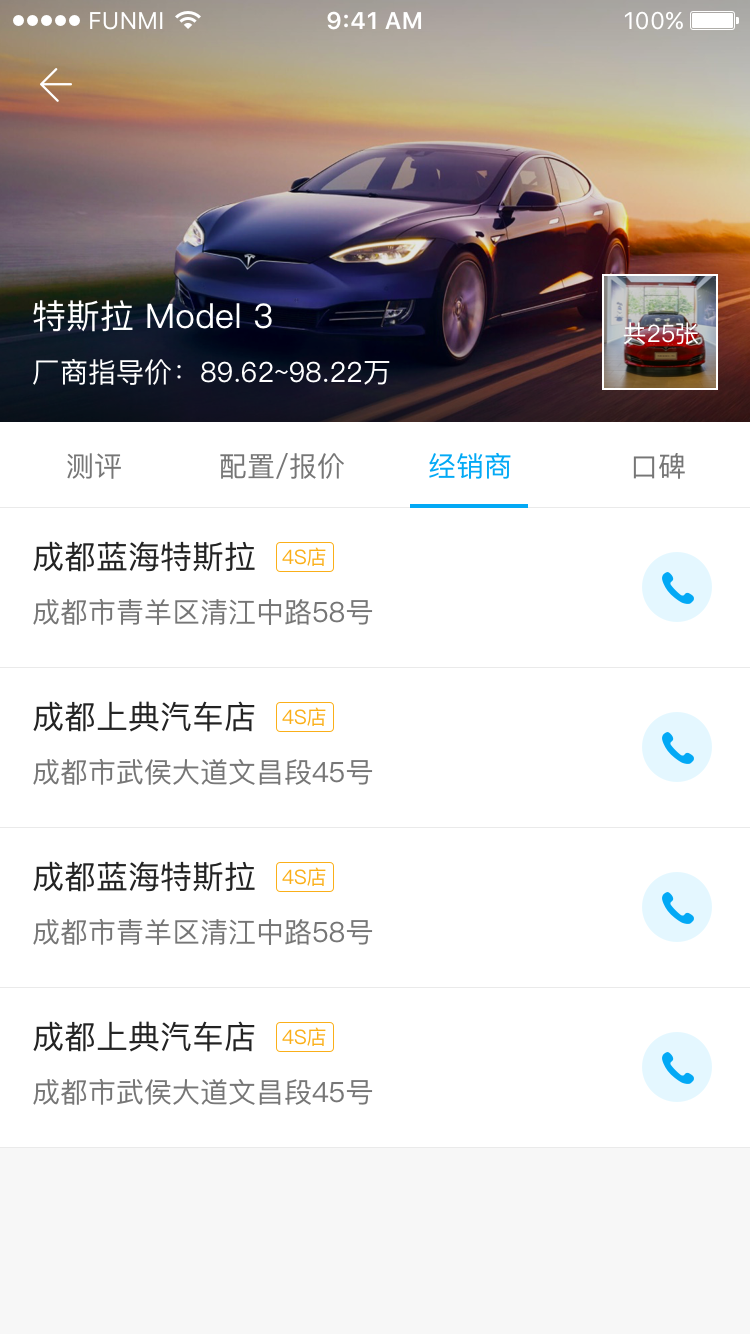 FUNMI 9:41 AM 100%
特斯拉 Model 3
厂商指导价：89.62~98.22万
共25张
测评 配置/报价 经销商 口碑
成都蓝海特斯拉 4S店
成都市青羊区清江中路58号
成都上典汽车店 4S店
成都市武侯大道文昌段45号
成都蓝海特斯拉 4S店
成都市青羊区清江中路58号
成都上典汽车店 4S店
成都市武侯大道文昌段45号